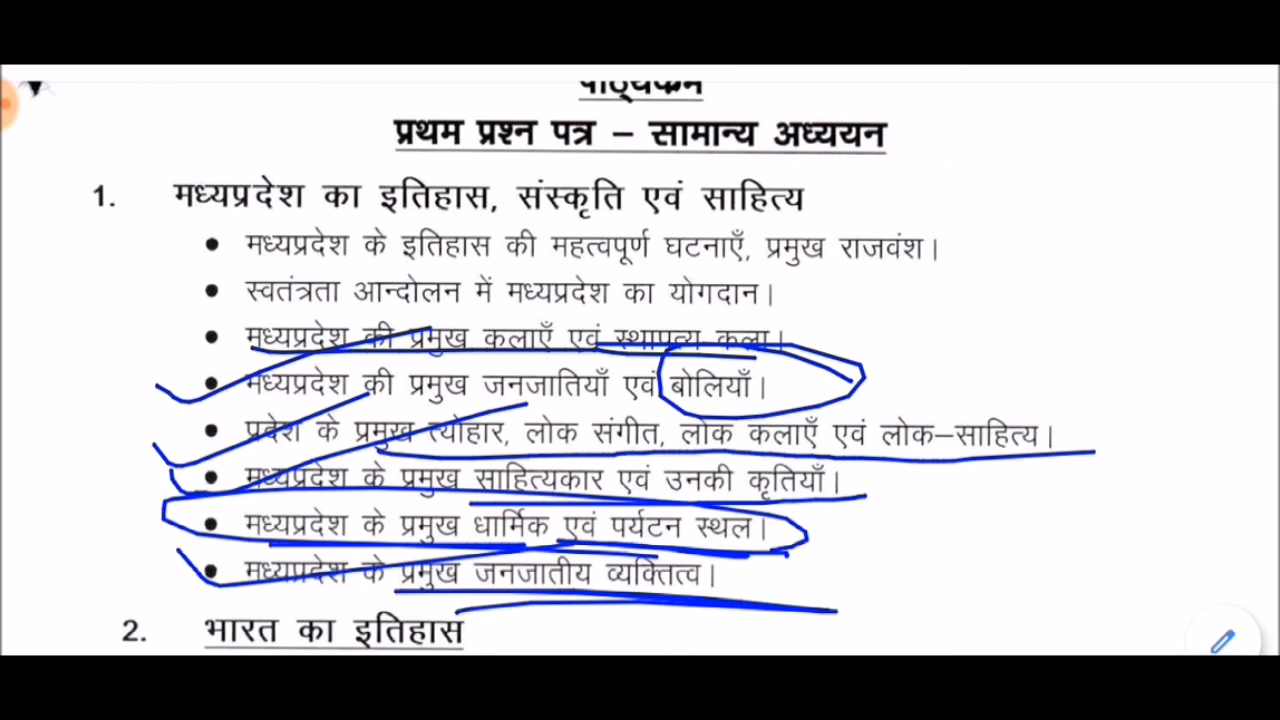 पाठ्यक्रम
प्रथम प्रश्न पत्र – सामान्य अध्ययन
1. मध्यप्रदेश का इतिहास, संस्कृति एवं साहित्य
• मध्यप्रदेश के इतिहास की महत्वपूर्ण घटनाएँ, प्रमुख राजवंश।
• स्वतंत्रता आन्दोलन में मध्यप्रदेश का योगदान।
• मध्यप्रदेश की प्रमुख कलाएँ एवं स्थापत्य कला।
• मध्यप्रदेश की प्रमुख जनजातियाँ एवं बोलियाँ।
• प्रदेश के प्रमुख त्योहार, लोक संगीत, लोक कलाएँ एवं लोक–साहित्य।
• मध्यप्रदेश के प्रमुख साहित्यकार एवं उनकी कृतियाँ।
• मध्यप्रदेश के प्रमुख धार्मिक एवं पर्यटन स्थल।
• मध्यप्रदेश के प्रमुख जनजातीय व्यक्तित्व।
2. भारत का इतिहास